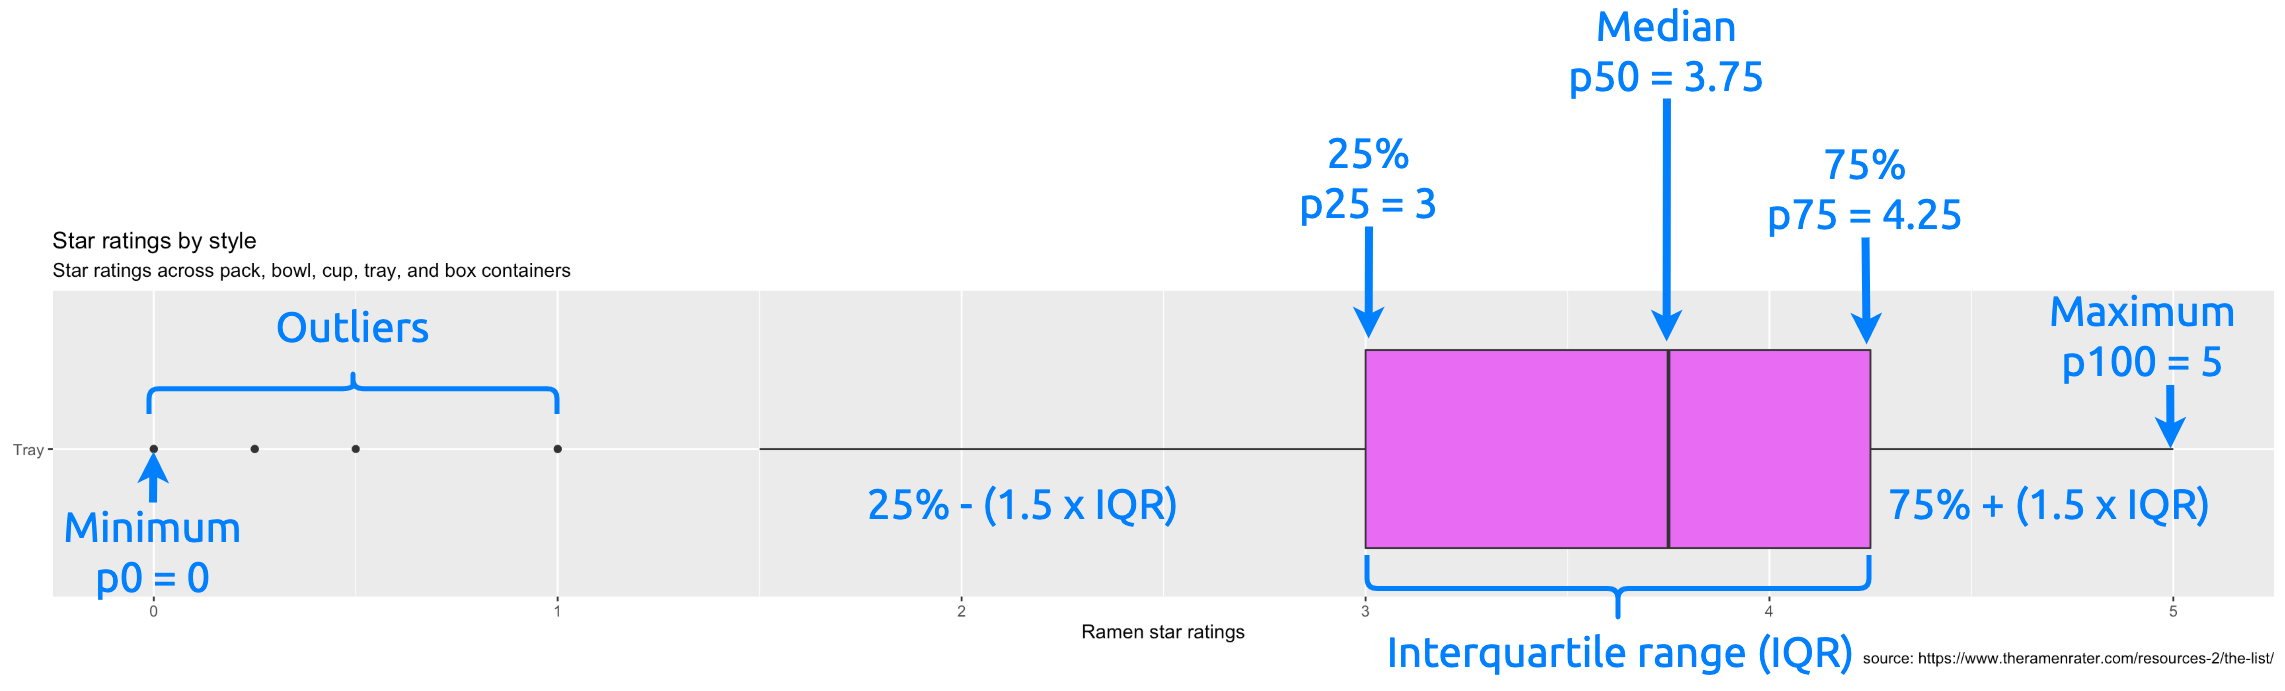 Median
p50 = 3.75
25%
p25 = 3
75%
p75 = 4.25
Star ratings by style
Star ratings across pack, bowl, cup, tray, and box containers
Outliers
Maximum
p100 = 5
Tray
25% - (1.5 x IQR)
75% + (1.5 x IQR)
Minimum
p0 = 0
0 1 2 3 4 5
Ramen star ratings
Interquartile range (IQR)
source: https://www.theramenrater.com/resources-2/the-list/